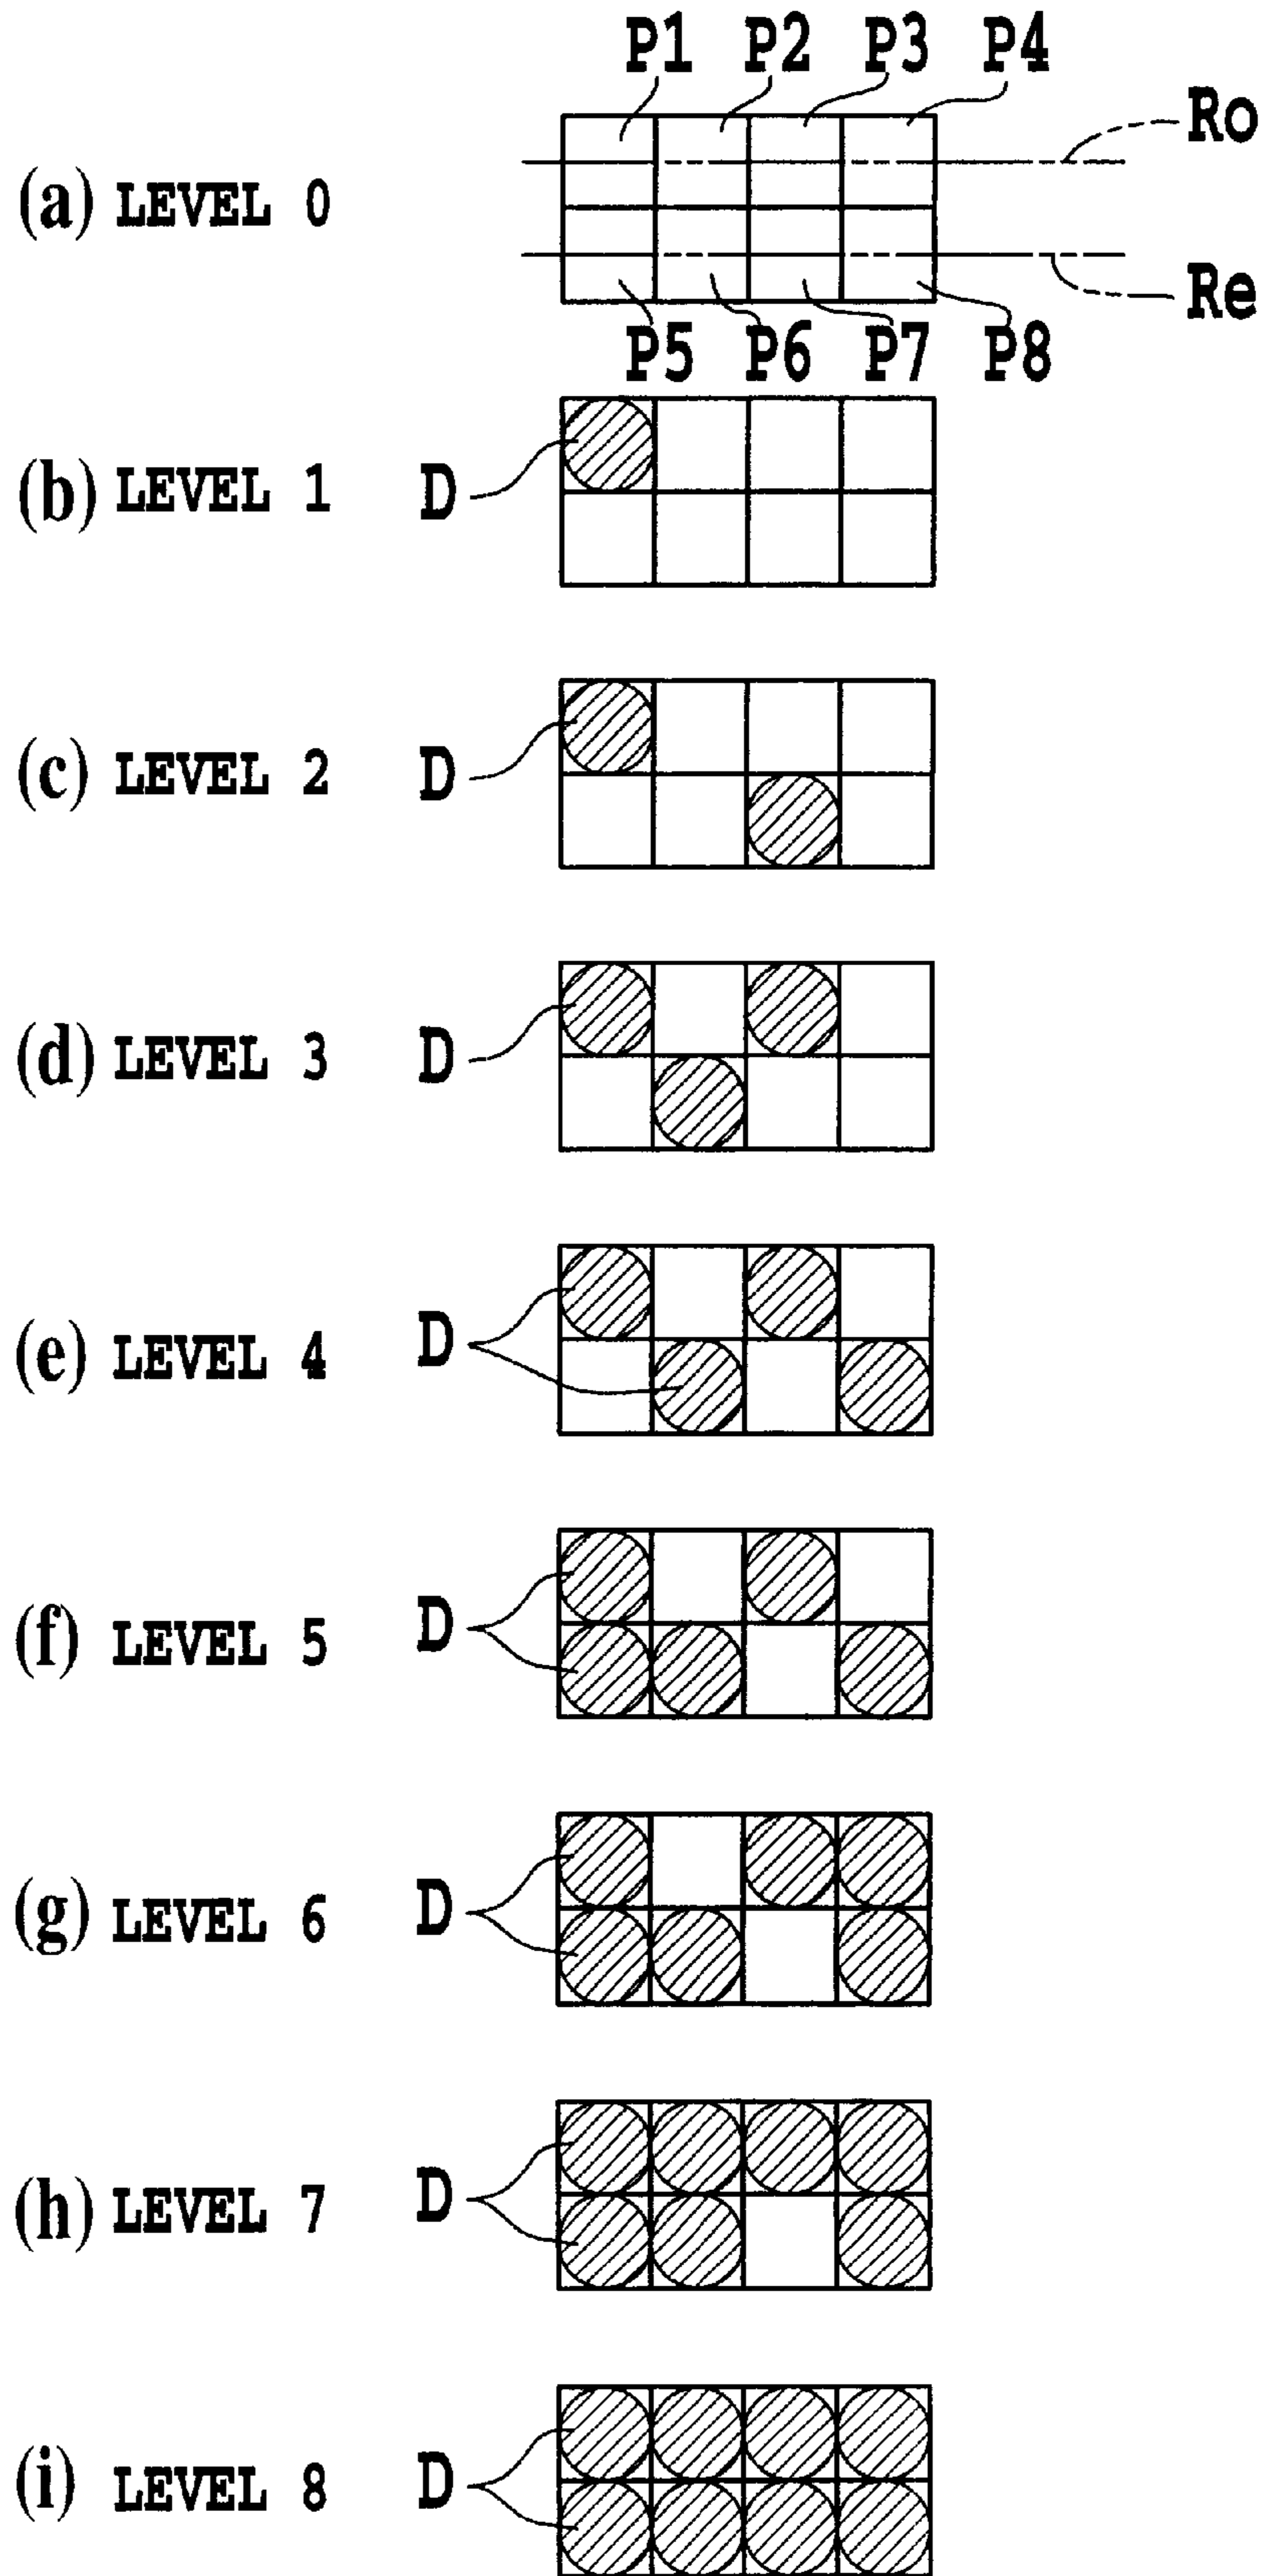 P1 P2 P3 P4
Ro
(a) LEVEL 0
Re
P5 P6 P7 P8
(b) LEVEL 1 D
(c) LEVEL 2 D
(d) LEVEL 3 D
(e) LEVEL 4 D
(f) LEVEL 5 D
(g) LEVEL 6 D
(h) LEVEL 7 D
(i) LEVEL 8 D